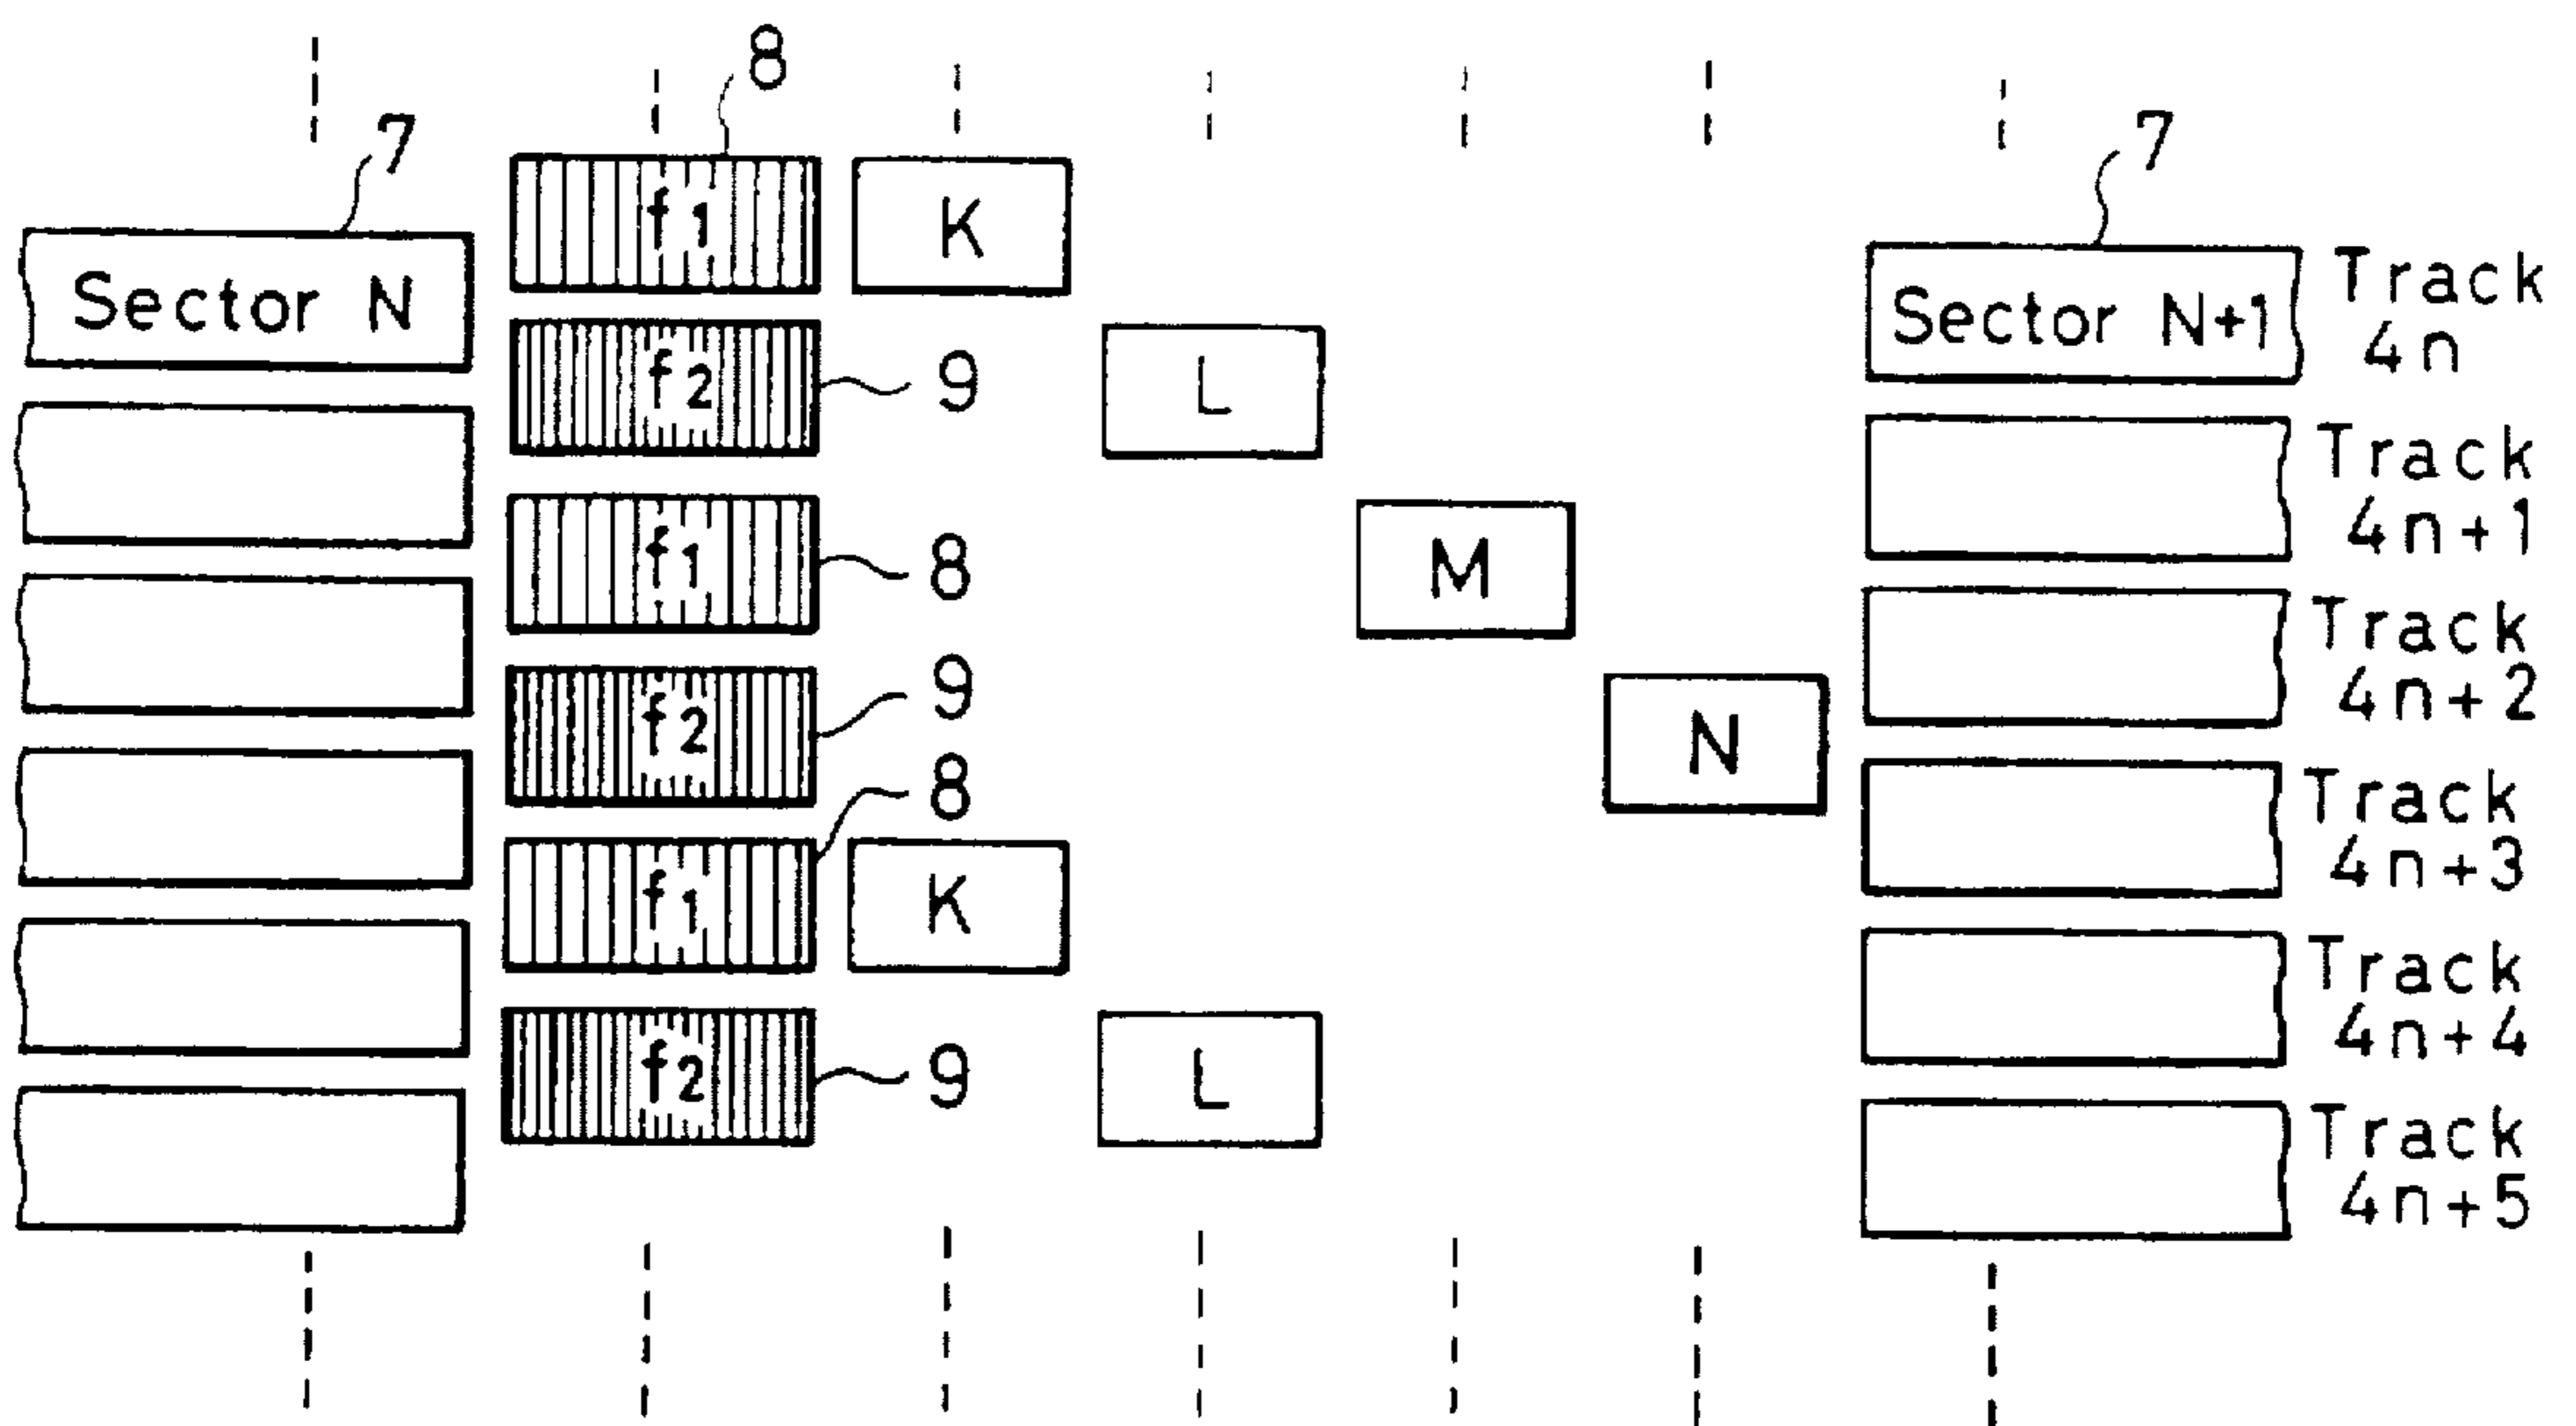 8
7
7
f1
K
Sector N
Sector N+1
Track
4n
f2
9
L
Track
4n+1
f1
8
M
Track
4n+2
f2
9
N
8
Track
4n+3
f1
K
Track
4n+4
f2
9
L
Track
4n+5